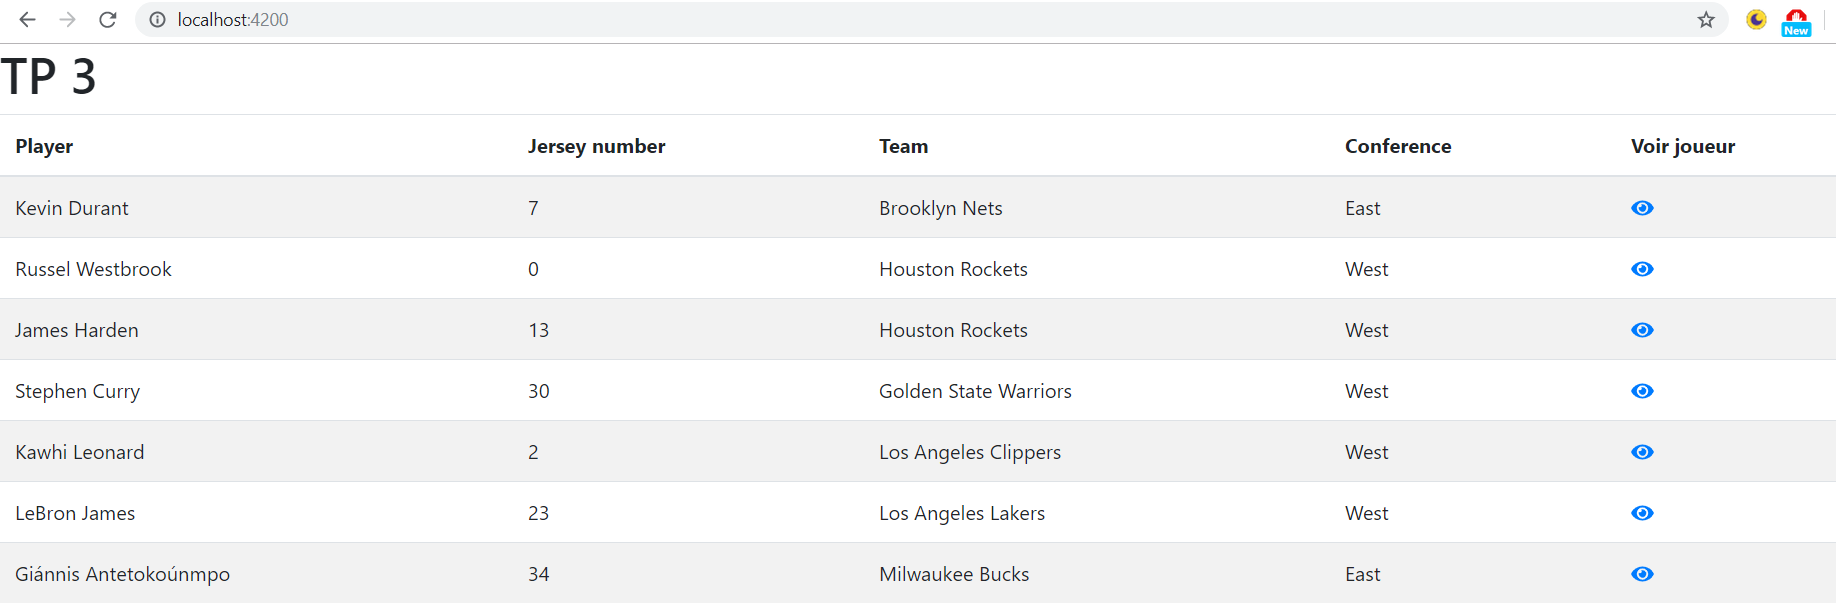 localhost:4200
New
TP 3
Player Jersey number Team Conference Voir joueur
Kevin Durant 7 Brooklyn Nets East
Russel Westbrook 0 Houston Rockets West
James Harden 13 Houston Rockets West
Stephen Curry 30 Golden State Warriors West
Kawhi Leonard 2 Los Angeles Clippers West
LeBron James 23 Los Angeles Lakers West
Giánnis Antetokoúnmpo 34 Milwaukee Bucks East